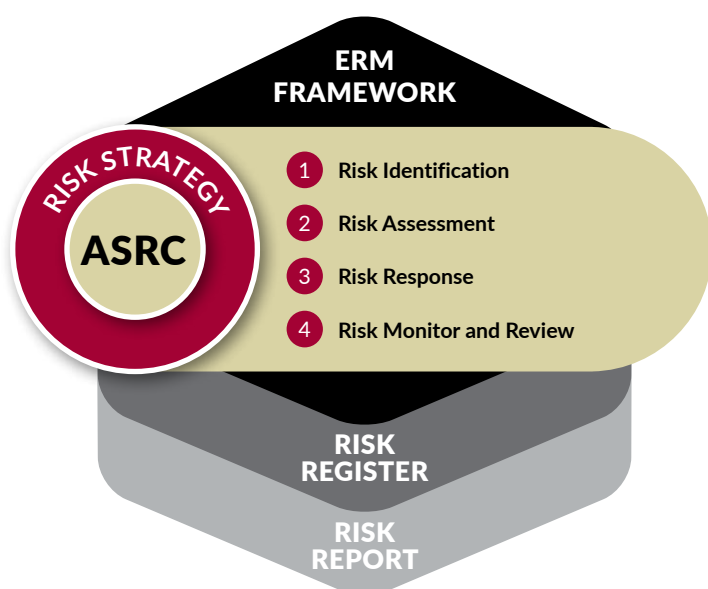 ERM
FRAMEWORK
RISK STRATEGY
ASRC
1 Risk Identification
2 Risk Assessment
3 Risk Response
4 Risk Monitor and Review
RISK
REGISTER
RISK
REPORT